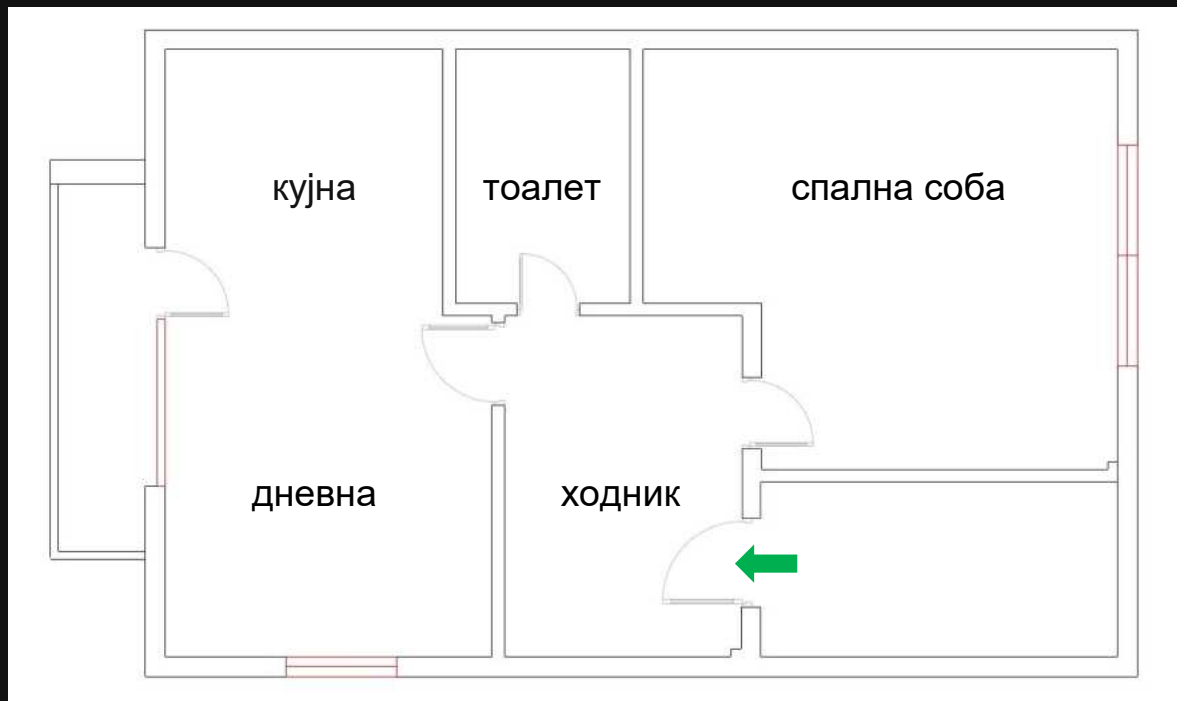 кујна
тоалет
спална соба
дневна
ходник